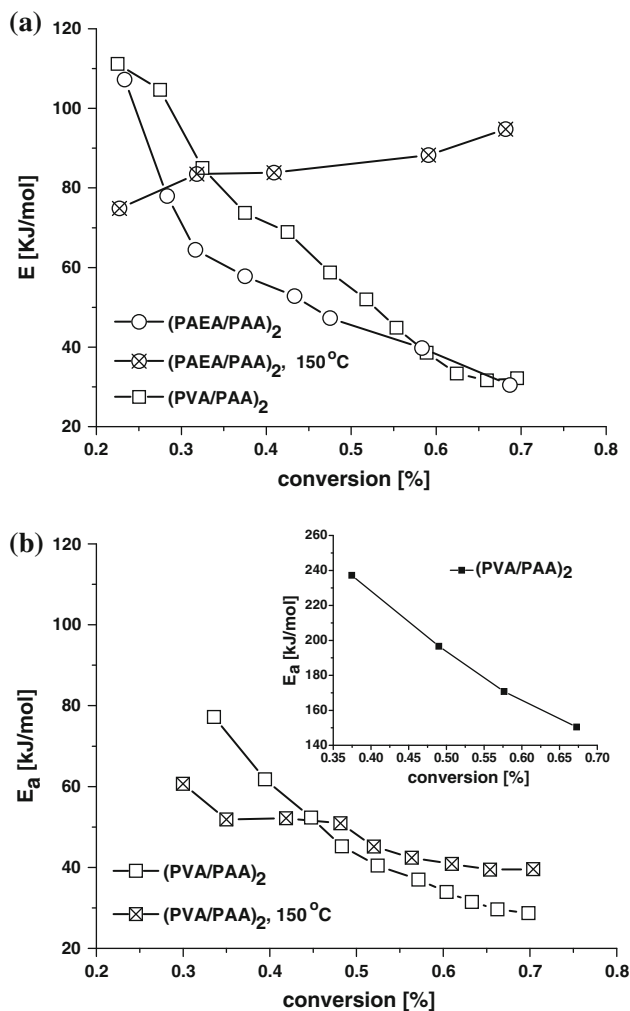 (a)
120
100
80
60
40
20
E [KJ/mol]
(PAEA/PAA)2
(PAEA/PAA)2, 150°C
(PVA/PAA)2
0.2 0.3 0.4 0.5 0.6 0.7 0.8
conversion [%]
(b)
120
100
80
60
40
20
Ea [kJ/mol]
260
240
220
200
180
160
140
Ea [kJ/mol]
(PVA/PAA)2
0.35 0.40 0.45 0.50 0.55 0.60 0.65 0.70
conversion [%]
(PVA/PAA)2
(PVA/PAA)2, 150°C
0.2 0.3 0.4 0.5 0.6 0.7 0.8
conversion [%]